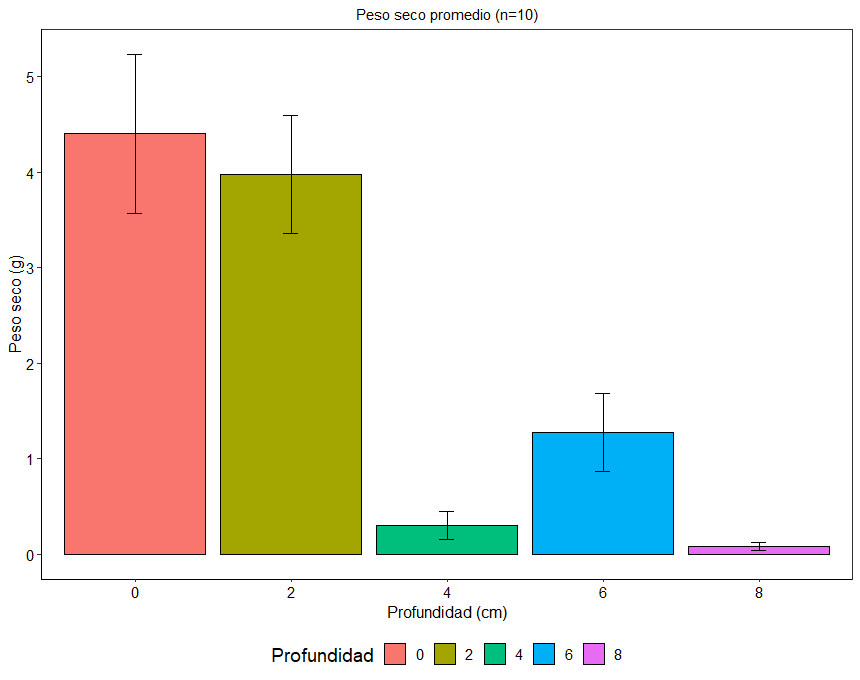 Peso seco promedio (n=10)
Peso seco (g)
5
4
3
2
1
0
0 2 4 6 8
Profundidad (cm)
Profundidad 0 2 4 6 8